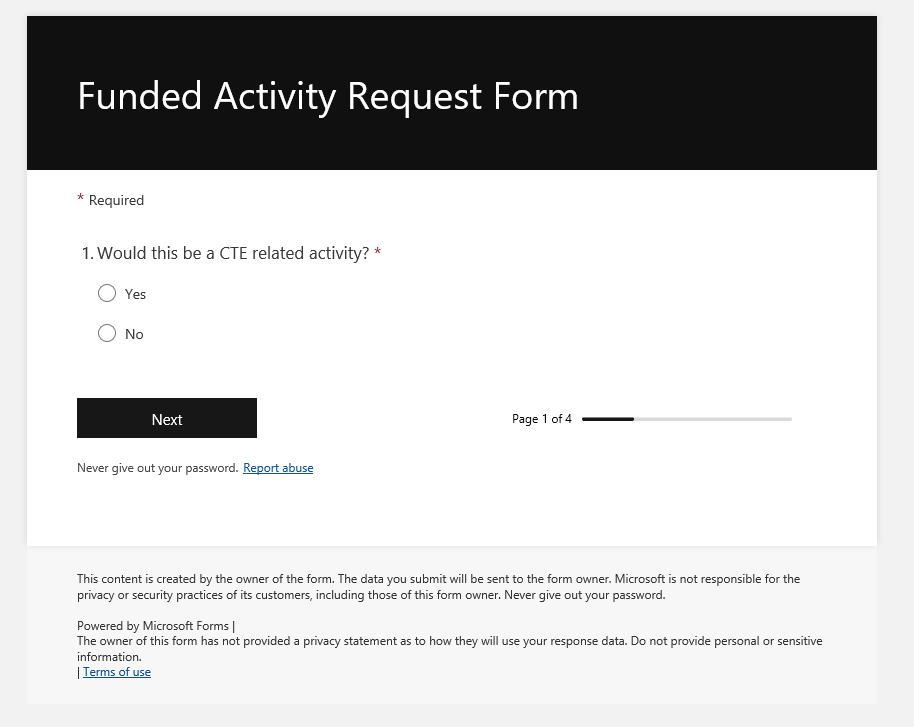 Funded Activity Request Form
* Required
1. Would this be a CTE related activity? *
Yes
No
Next
Page 1 of 4
Never give out your password. Report abuse
This content is created by the owner of the form. The data you submit will be sent to the form owner. Microsoft is not responsible for the
privacy or security practices of its customers, including those of this form owner. Never give out your password.
Powered by Microsoft Forms |
The owner of this form has not provided a privacy statement as to how they will use your response data. Do not provide personal or sensitive
information.
| Terms of use